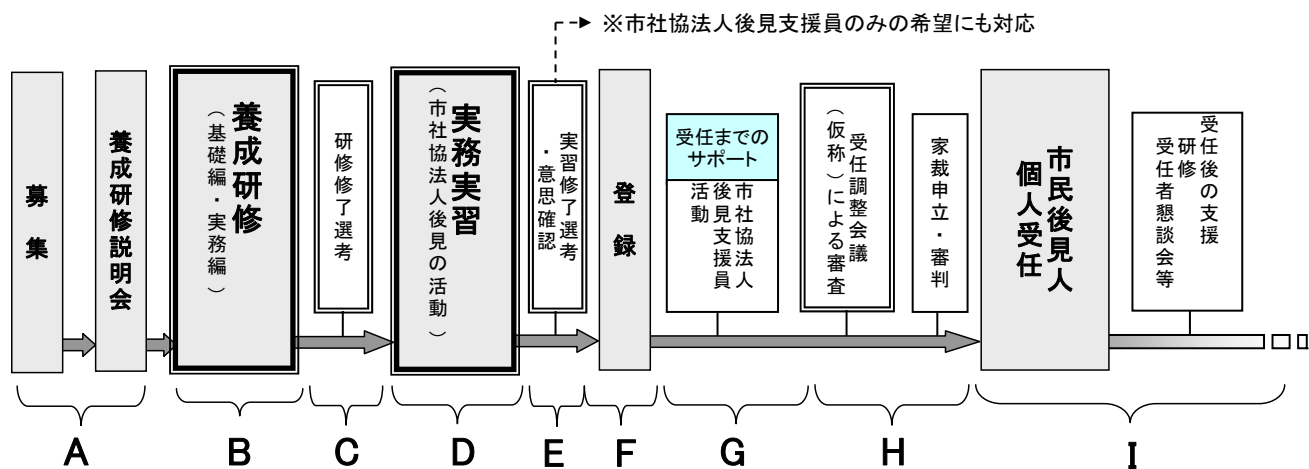 ※市社協法人後見支援員のみの希望にも対応
募集
養成研修説明会
養成研修
（基礎編・実務編）
研修修了選考
実務実習
（市社協法人後見の活動）
実習修了選考
・意思確認
登録
受任までの
サポート
市社協法人
後見支援員
活動
受任調整会議
（仮称）による審査
家裁申立・審判
市民後見人
個人受任
受任後の支援
研修
受任者懇談会等
A
B
C
D
E
F
G
H
I